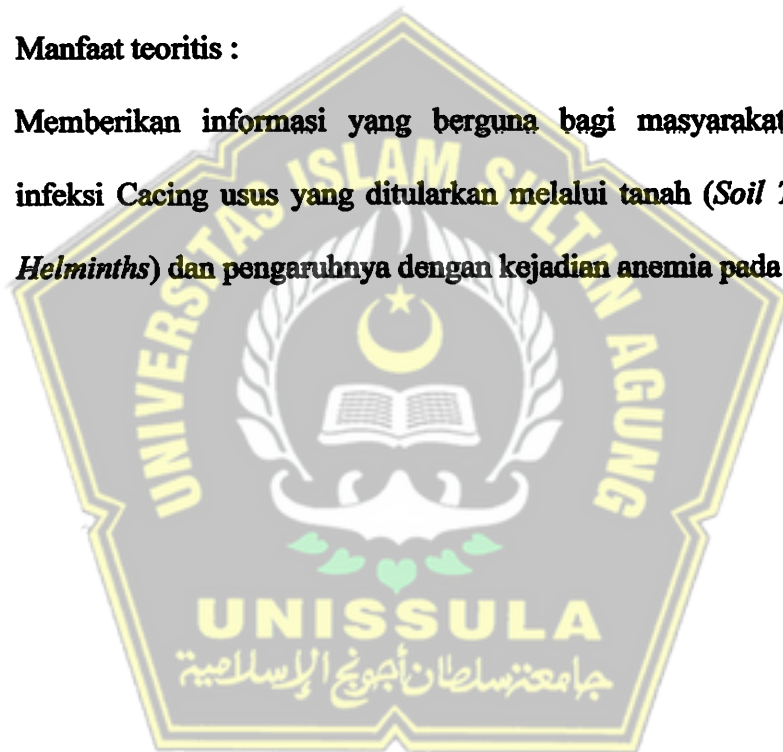 Manfaat teoritis :
Memberikan informasi yang berguna bagi masyarakat
infeksi Cacing usus yang ditularkan melalui tanah (Soil
Helminths) dan pengaruhnya dengan kejadian anemia pada
UNIVERSITAS ISLAM SULTAN AGUNG
UNISSULA
جامعة سلطان أجونج الإسلامية